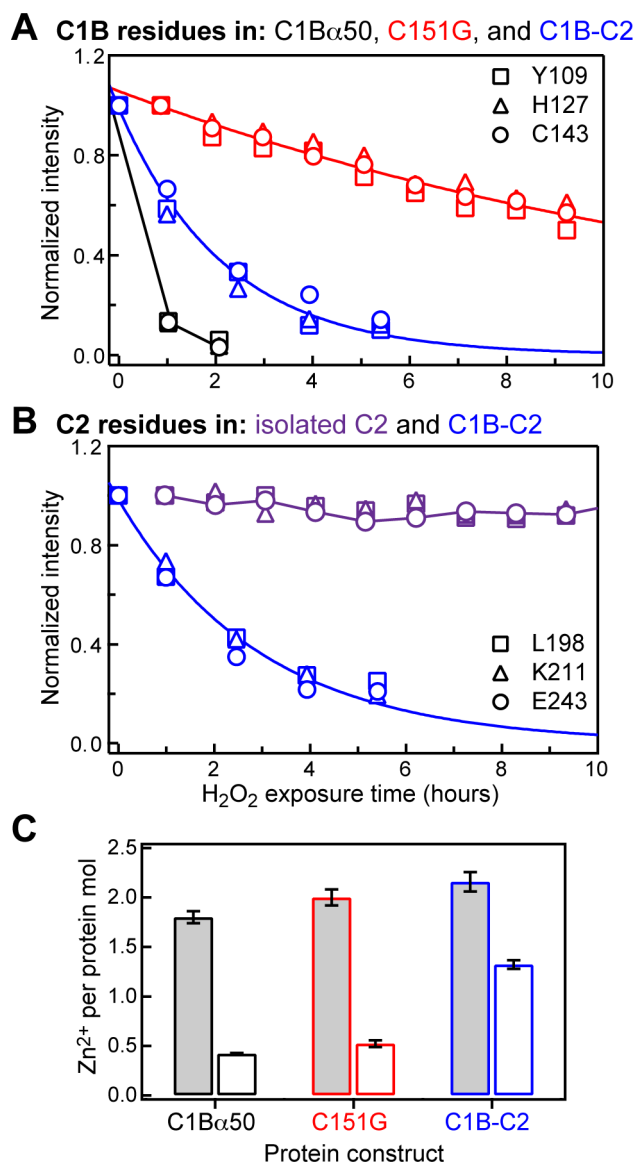 A C1B residues in: C1Bα50, C151G, and C1B-C2
1.2
0.8
0.4
0.0
Normalized intensity
Y109
H127
C143
0 2 4 6 8 10
B C2 residues in: isolated C2 and C1B-C2
1.2
0.8
0.4
0.0
Normalized intensity
L198
K211
E243
0 2 4 6 8 10
H₂O₂ exposure time (hours)
C
2.5
2.0
1.5
1.0
0.5
0.0
Zn²⁺ per protein mol
C1Bα50 C151G C1B-C2
Protein construct